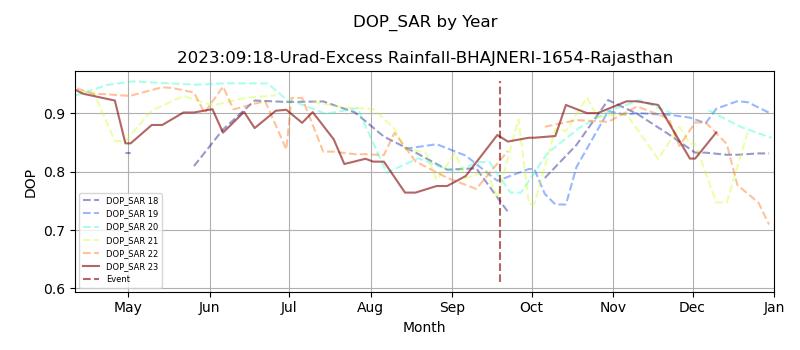 DOP_SAR by Year
2023:09:18-Urad-Excess Rainfall-BHAJNERI-1654-Rajasthan
DOP
0.9
0.8
0.7
0.6
DOP_SAR 18
DOP_SAR 19
DOP_SAR 20
DOP_SAR 21
DOP_SAR 22
DOP_SAR 23
Event
May Jun Jul Aug Sep Oct Nov Dec Jan
Month